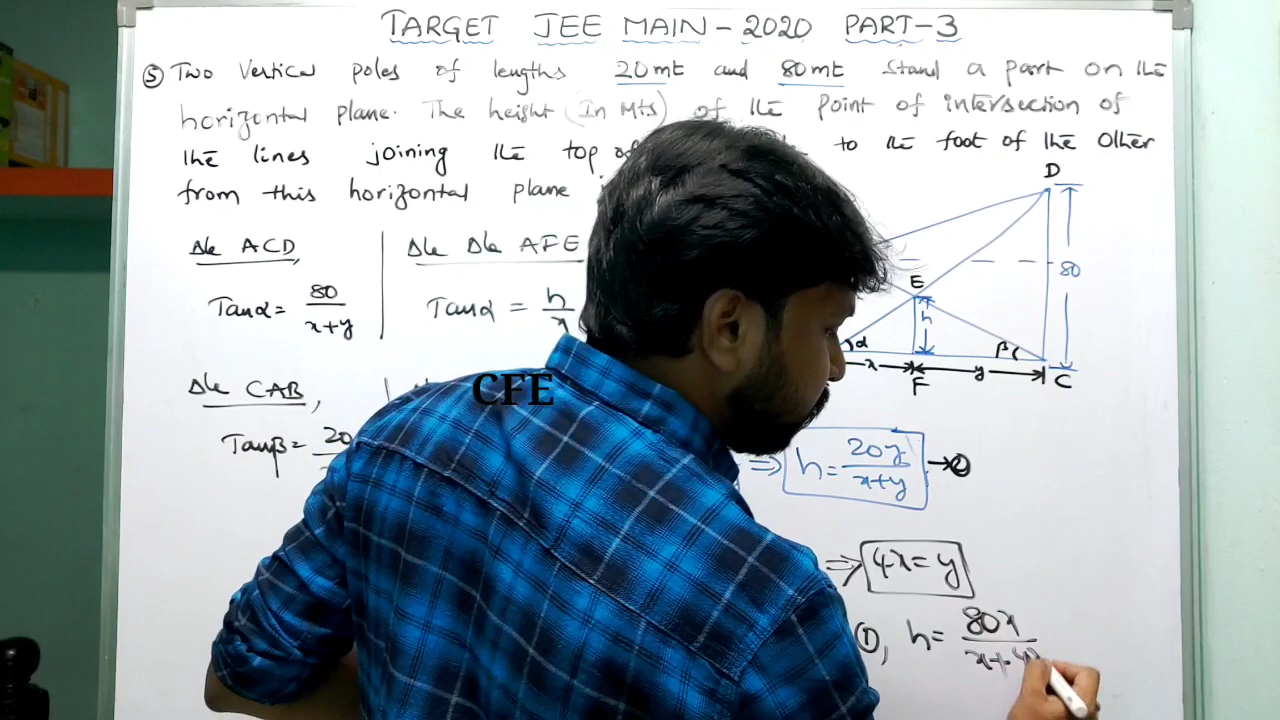 TARGET JEE MAIN - 2020 PART-3
⑤ Two Vertical poles of lengths 20mt and 80mt Stand a part on the
horizontal plane. The height (In Mts) of the point of intersection of
the lines joining the top of to the foot of the Other
from this horizontal plane
Δle ACD,
Tanα = 80/x+y
Δle Δle AFE
Tanα = h/x
Δle CAB,
Tanβ = 20
D
80
E
h
α
β
x
F
y
C
CFE
⇒ h = 20y/x+y → ②
⇒ 4x = y
①, h = 80x/x+4x